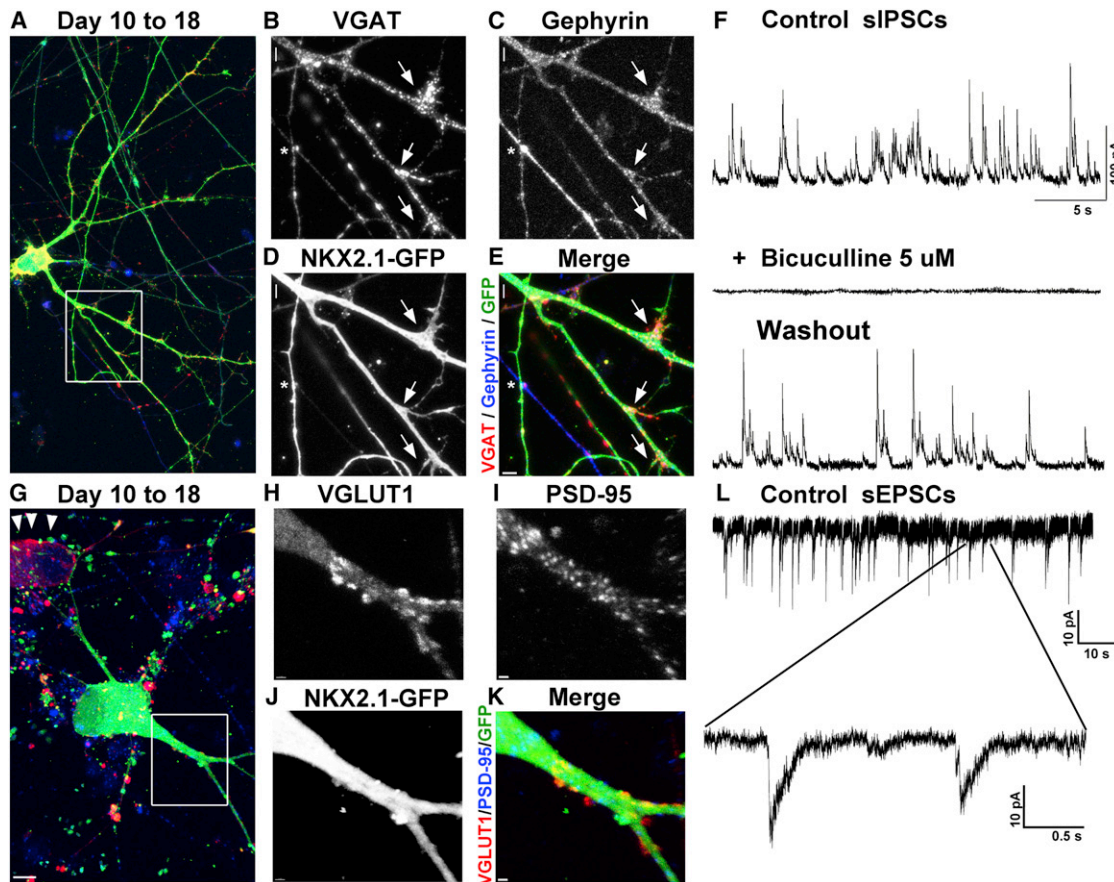 A Day 10 to 18
B VGAT
C Gephyrin
F Control sIPSCs
100 pA
5 s
*
*
D NKX2.1-GFP
E Merge
VGAT / Gephyrin / GFP
*
*
+ Bicuculline 5 uM
Washout
G Day 10 to 18
H VGLUT1
I PSD-95
L Control sEPSCs
10 pA
10 s
J NKX2.1-GFP
K Merge
VGLUT1/PSD-95/GFP
10 pA
0.5 s